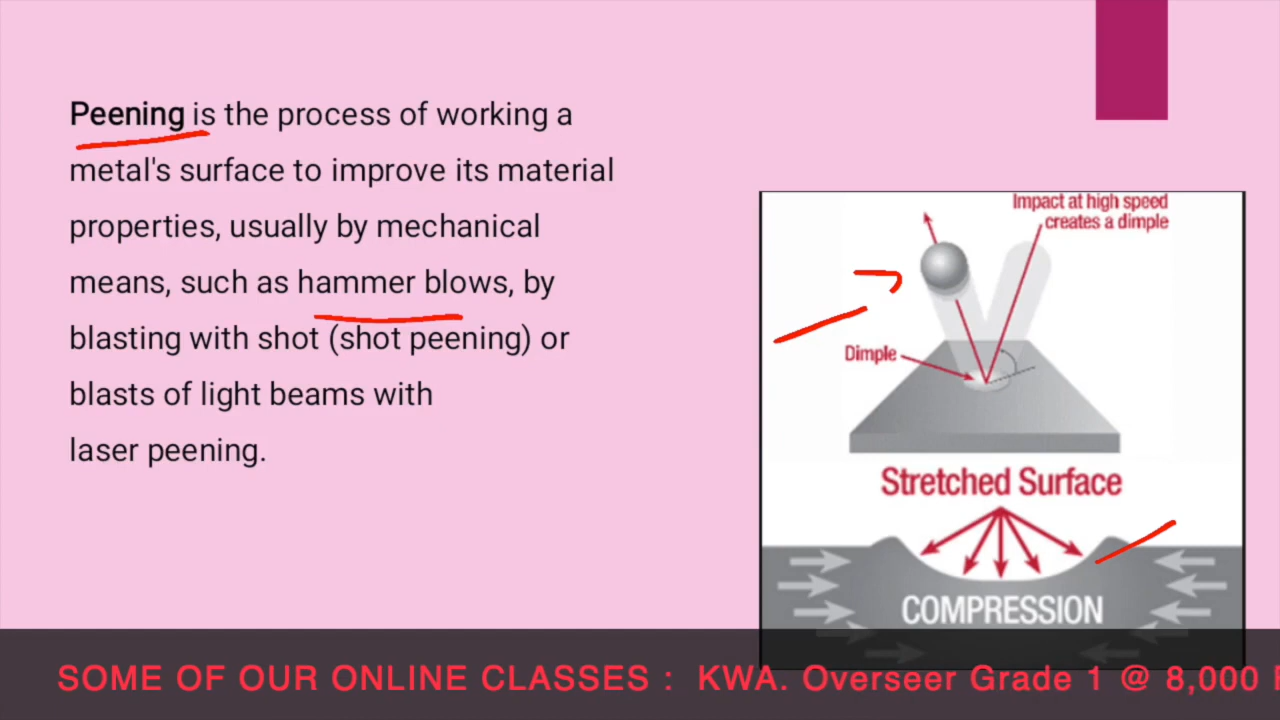 Peening is the process of working a
metal's surface to improve its material
properties, usually by mechanical
means, such as hammer blows, by
blasting with shot (shot peening) or
blasts of light beams with
laser peening.
Impact at high speed
creates a dimple
Dimple
Stretched Surface
COMPRESSION
SOME OF OUR ONLINE CLASSES : KWA. Overseer Grade 1 @ 8,000